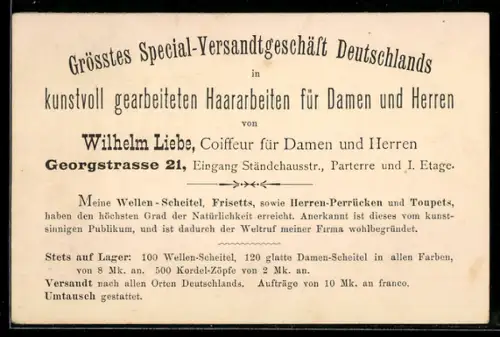 Grösstes Special-Versandtgeschäft Deutschlands
in
kunstvoll gearbeiteten Haararbeiten für Damen und Herren
von
Wilhelm Liebe, Coiffeur für Damen und Herren
Georgstrasse 21, Eingang Ständehausstr., Parterre und I. Etage.
Meine Wellen-Scheitel, Frisetts, sowie Herren-Perrücken und Toupets,
haben den höchsten Grad der Natürlichkeit erreicht. Anerkannt ist dieses vom kunst-
sinnigen Publikum, und ist dadurch der Weltruf meiner Firma wohlbegründet.
Stets auf Lager: 100 Wellen-Scheitel, 120 glatte Damen-Scheitel in allen Farben,
von 8 Mk. an. 500 Kordel-Zöpfe von 2 Mk. an.
Versandt nach allen Orten Deutschlands. Aufträge von 10 Mk an franco.
Umtausch gestattet.